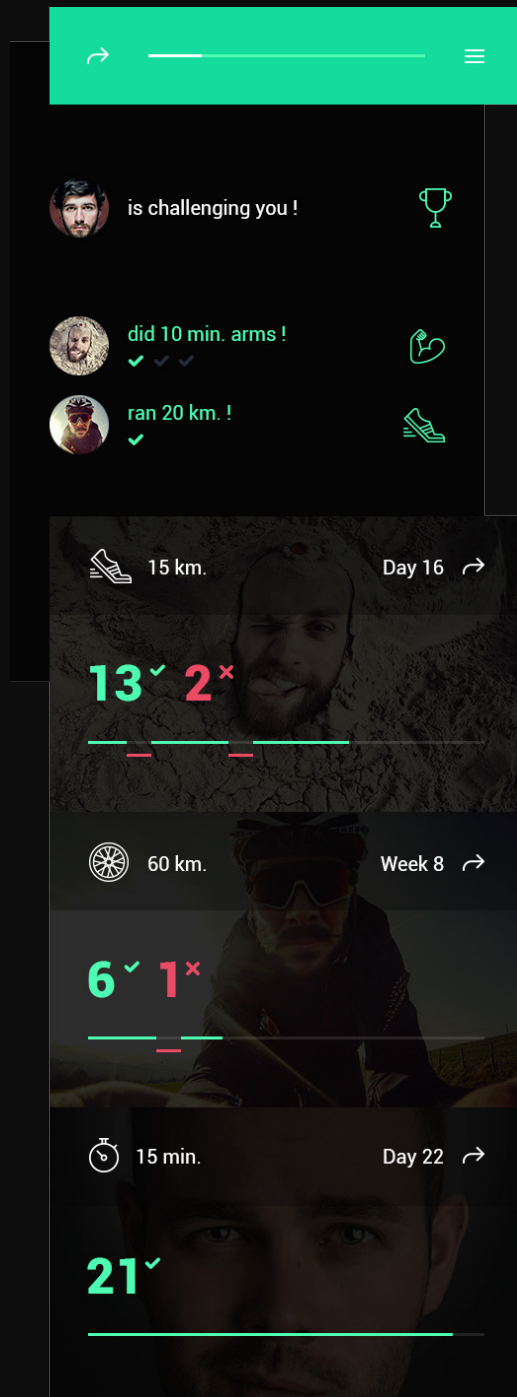 is challenging you !
did 10 min. arms !
ran 20 km. !
15 km. Day 16
13 2
60 km. Week 8
6 1
15 min. Day 22
21